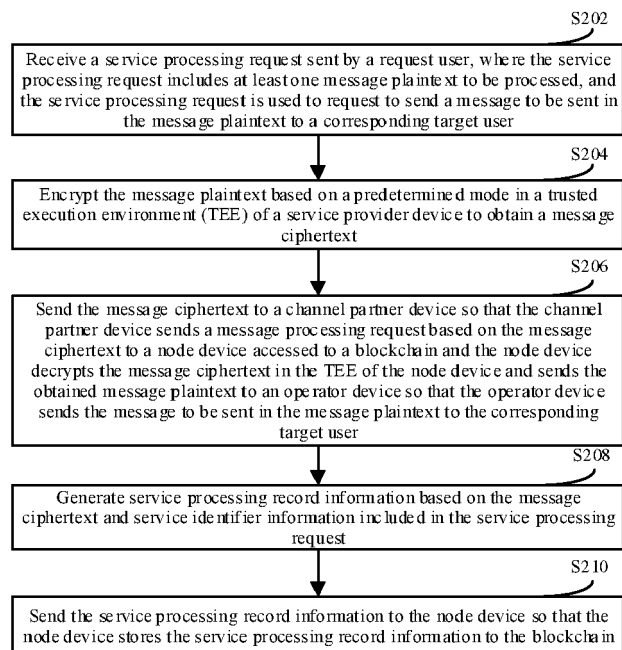 S202
Receive a service processing request sent by a request user, where the service
processing request includes at least one message plaintext to be processed, and
the service processing request is used to request to send a message to be sent in
the message plaintext to a corresponding target user
S204
Encrypt the message plaintext based on a predetermined mode in a trusted
execution environment (TEE) of a service provider device to obtain a message
ciphertext
S206
Send the message ciphertext to a channel partner device so that the channel
partner device sends a message processing request based on the message
ciphertext to a node device accessed to a blockchain and the node device
decrypts the message ciphertext in the TEE of the node device and sends the
obtained message plaintext to an operator device so that the operator device
sends the message to be sent in the message plaintext to the corresponding
target user
S208
Generate service processing record information based on the message
ciphertext and service identifier information included in the service processing
request
S210
Send the service processing record information to the node device so that the
node device stores the service processing record information to the blockchain